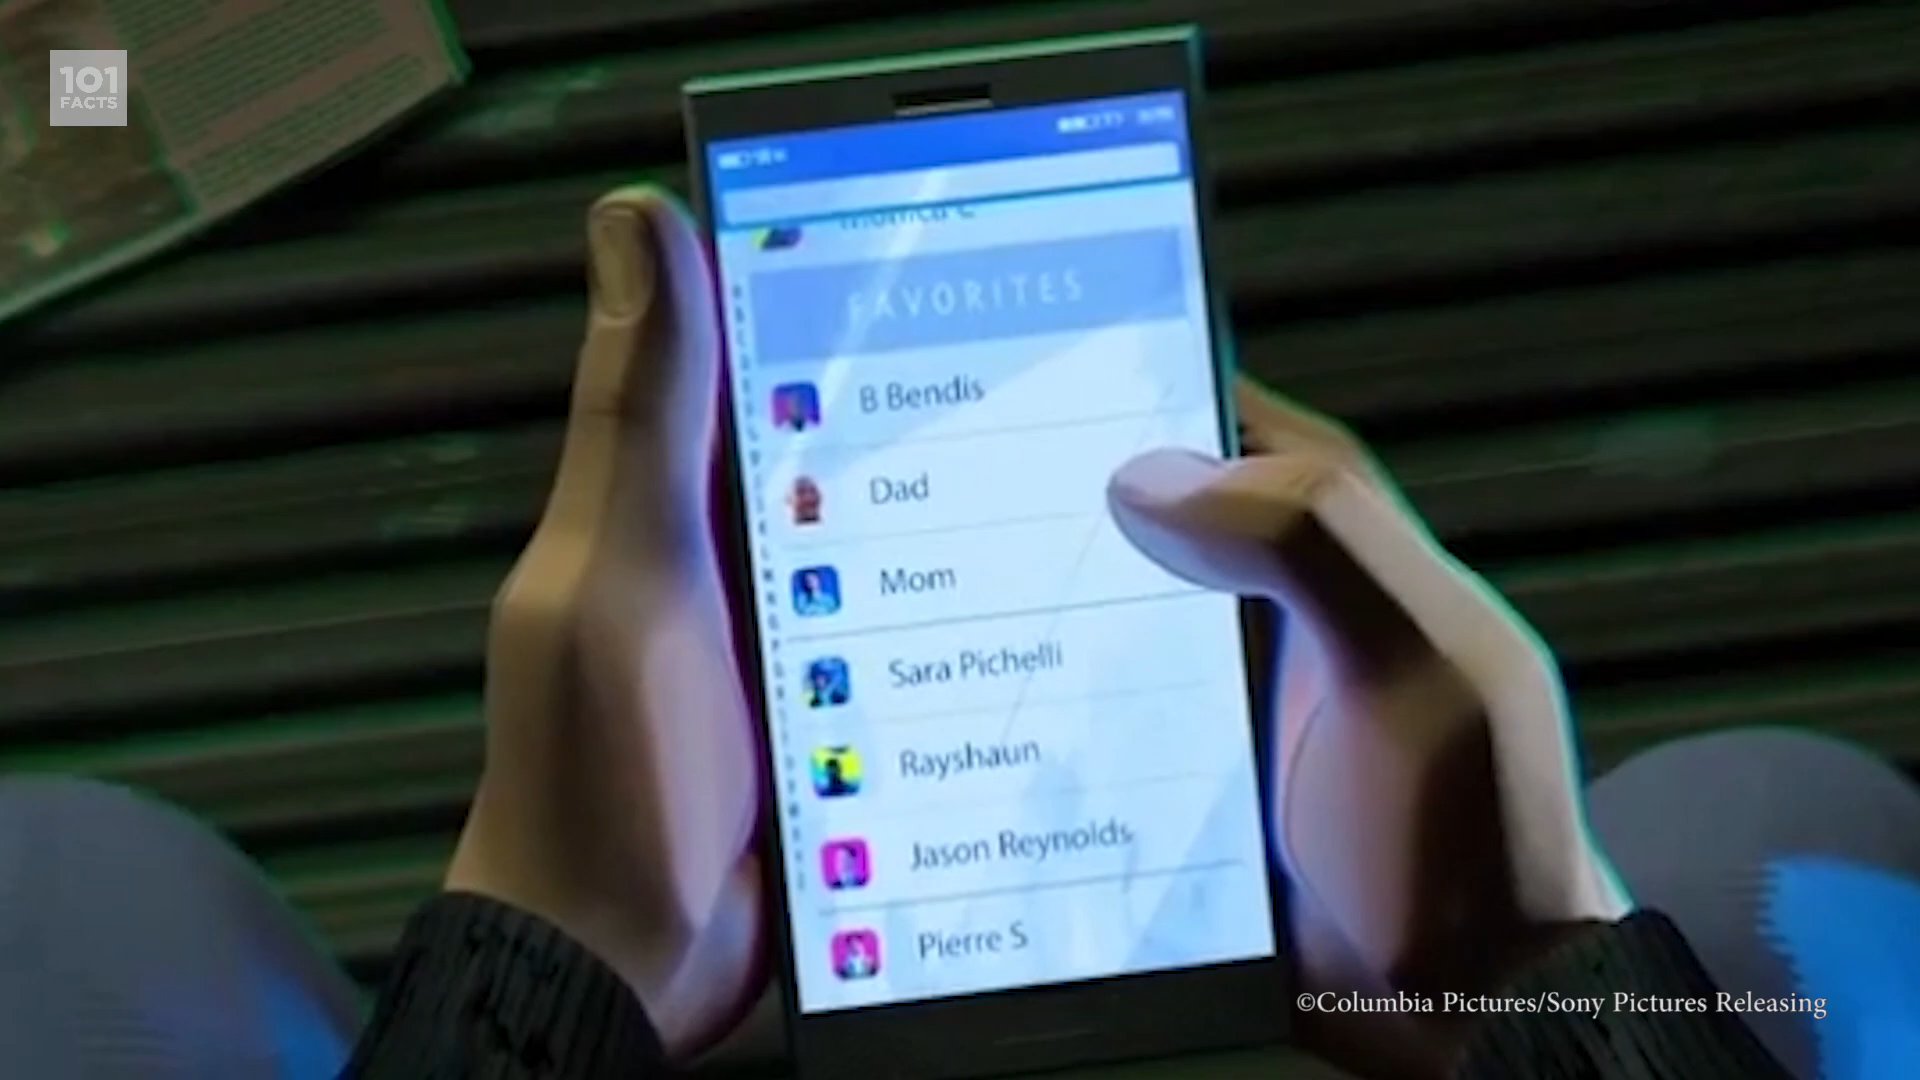 101
FACTS
FAVORITES
B Bendis
Dad
Mom
Sara Pichelli
Rayshaun
Jason Reynolds
Pierre S
©Columbia Pictures/Sony Pictures Releasing